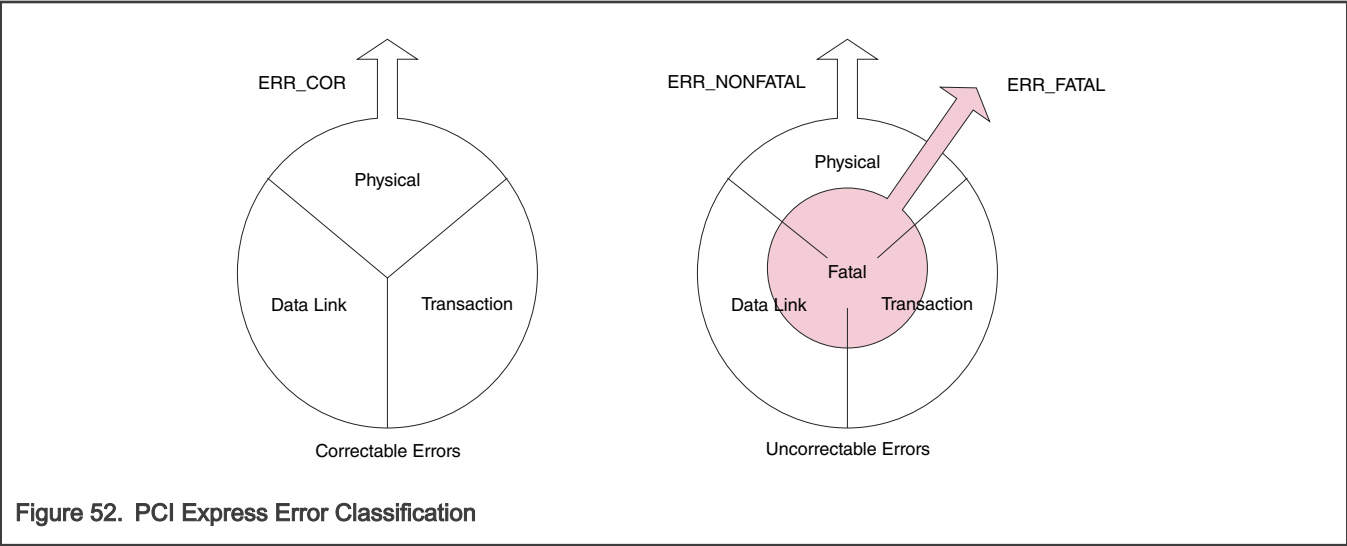 ERR_COR
Physical
Data Link
Transaction
Correctable Errors
ERR_NONFATAL
ERR_FATAL
Physical
Fatal
Data Link
Transaction
Uncorrectable Errors
Figure 52. PCI Express Error Classification